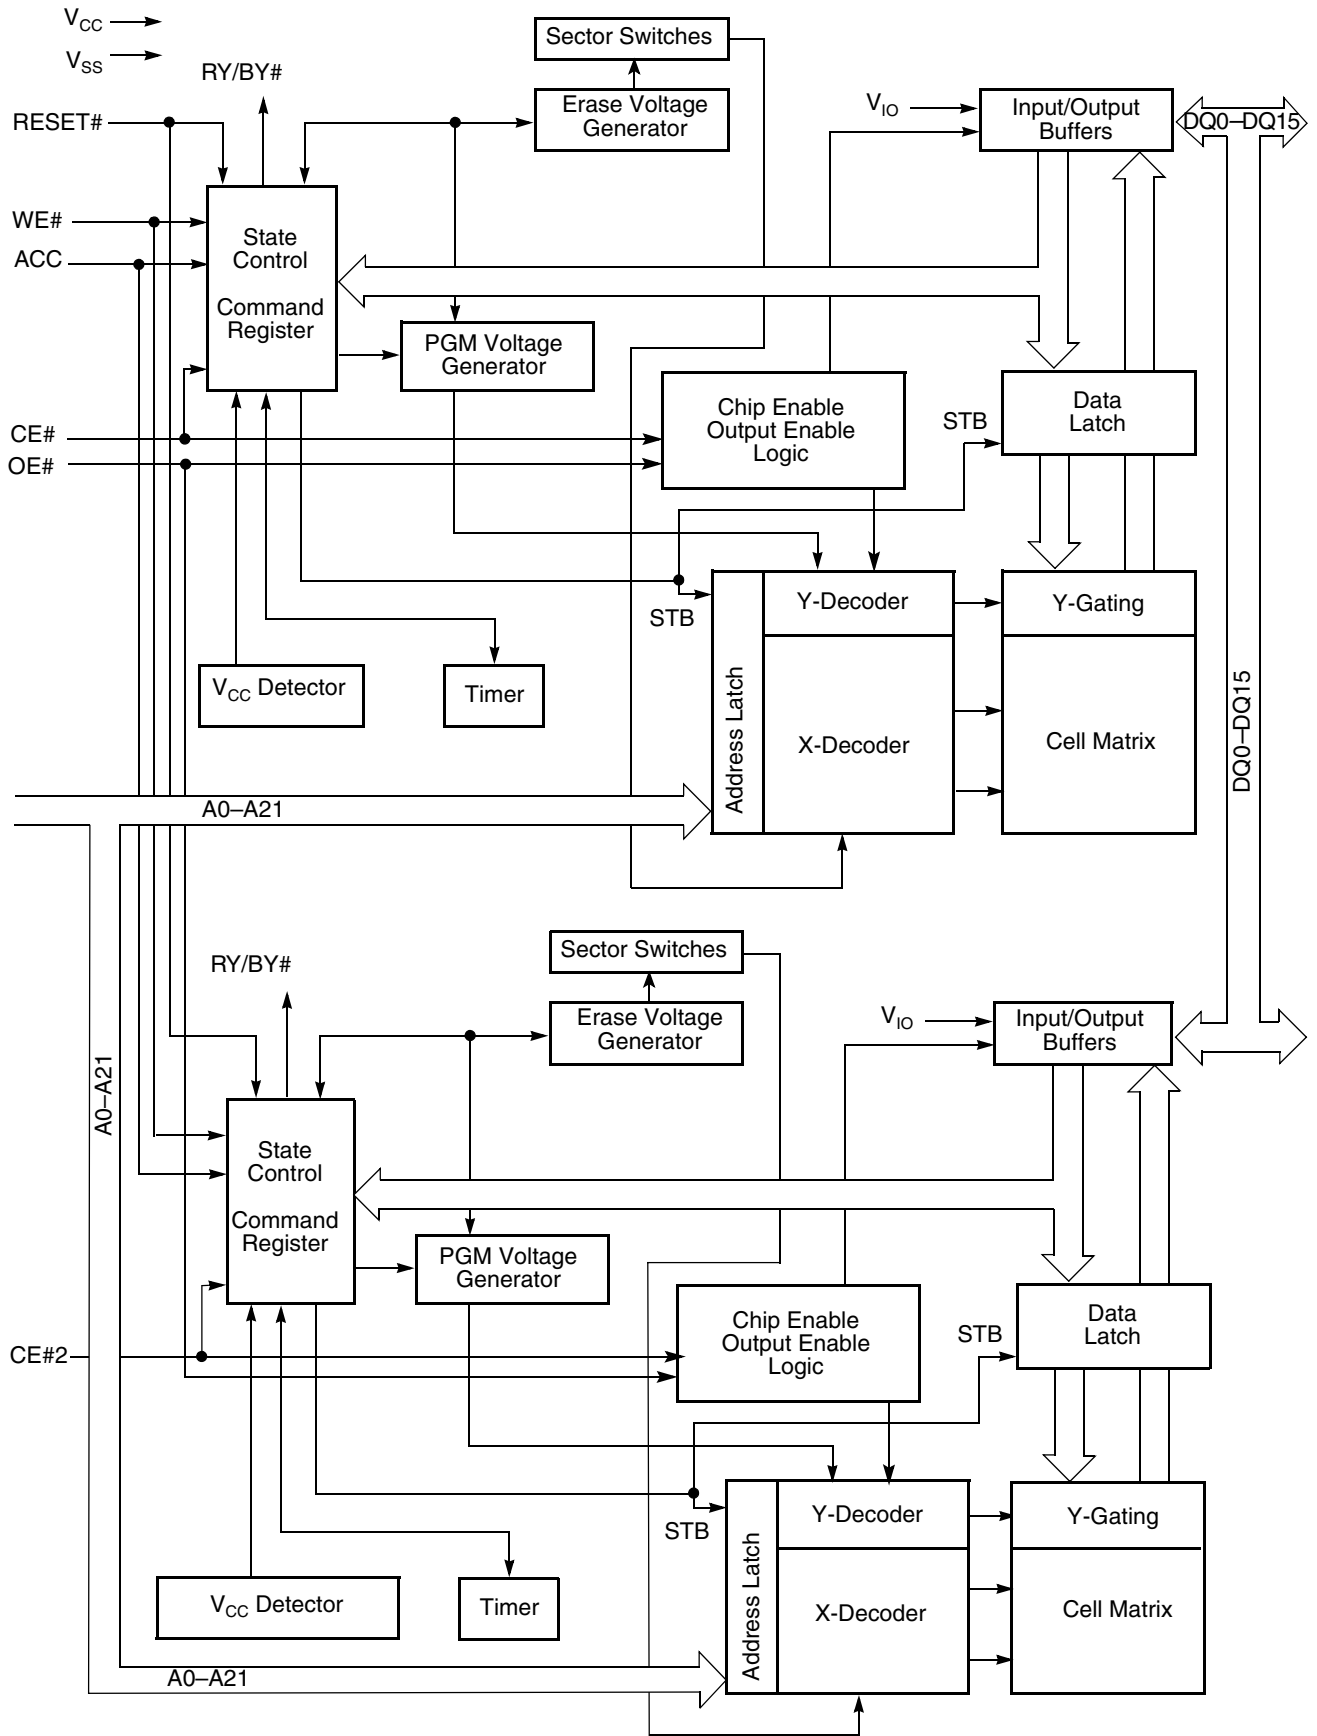 VCC
VSS
RY/BY#
RESET#
WE#
ACC
CE#
OE#
Sector Switches
Erase Voltage
Generator
VIO
Input/Output
Buffers
DQ0–DQ15
State
Control
Command
Register
PGM Voltage
Generator
Chip Enable
Output Enable
Logic
STB
Data
Latch
STB
Y-Decoder
Y-Gating
VCC Detector
Timer
Address Latch
X-Decoder
Cell Matrix
DQ0–DQ15
A0–A21
Sector Switches
RY/BY#
Erase Voltage
Generator
VIO
Input/Output
Buffers
A0–A21
State
Control
Command
Register
PGM Voltage
Generator
CE#2
Chip Enable
Output Enable
Logic
STB
Data
Latch
STB
Y-Decoder
Y-Gating
VCC Detector
Timer
Address Latch
X-Decoder
Cell Matrix
A0–A21